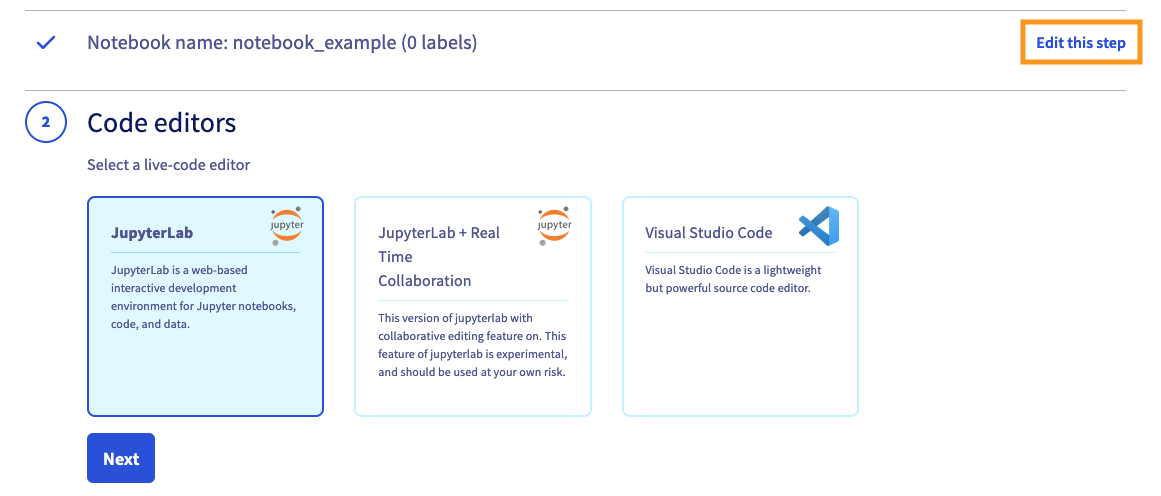 Notebook name: notebook_example (0 labels)
Edit this step
2
Code editors
Select a live-code editor
JupyterLab
jupyter
JupyterLab is a web-based
interactive development
environment for Jupyter notebooks,
code, and data.
JupyterLab + Real
Time
Collaboration
jupyter
This version of jupyterlab with
collaborative editing feature on. This
feature of jupyterlab is experimental,
and should be used at your own risk.
Visual Studio Code
Visual Studio Code is a lightweight
but powerful source code editor.
Next